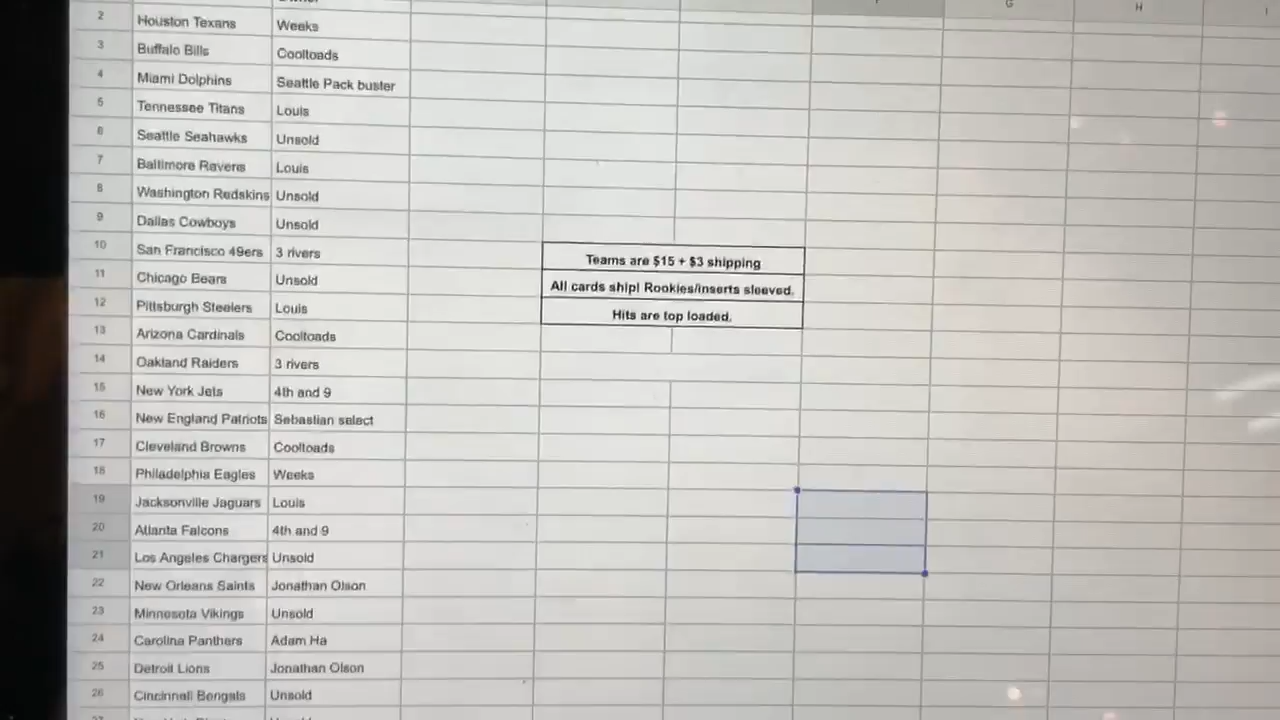 G H
2 Houston Texans Weeks
3 Buffalo Bills Cooltoads
4 Miami Dolphins Seattle Pack buster
5 Tennessee Titans Louis
6 Seattle Seahawks Unsold
7 Baltimore Ravens Louis
8 Washington Redskins Unsold
9 Dallas Cowboys Unsold
10 San Francisco 49ers 3 rivers
Teams are $15 + $3 shipping
11 Chicago Bears Unsold
All cards ship! Rookies/inserts sleeved.
12 Pittsburgh Steelers Louis
Hits are top loaded.
13 Arizona Cardinals Cooltoads
14 Oakland Raiders 3 rivers
15 New York Jets 4th and 9
16 New England Patriots Sebastian select
17 Cleveland Browns Cooltoads
18 Philadelphia Eagles Weeks
19 Jacksonville Jaguars Louis
20 Atlanta Falcons 4th and 9
21 Los Angeles Chargers Unsold
22 New Orleans Saints Jonathan Olson
23 Minnesota Vikings Unsold
24 Carolina Panthers Adam Ha
25 Detroit Lions Jonathan Olson
26 Cincinnati Bengals Unsold